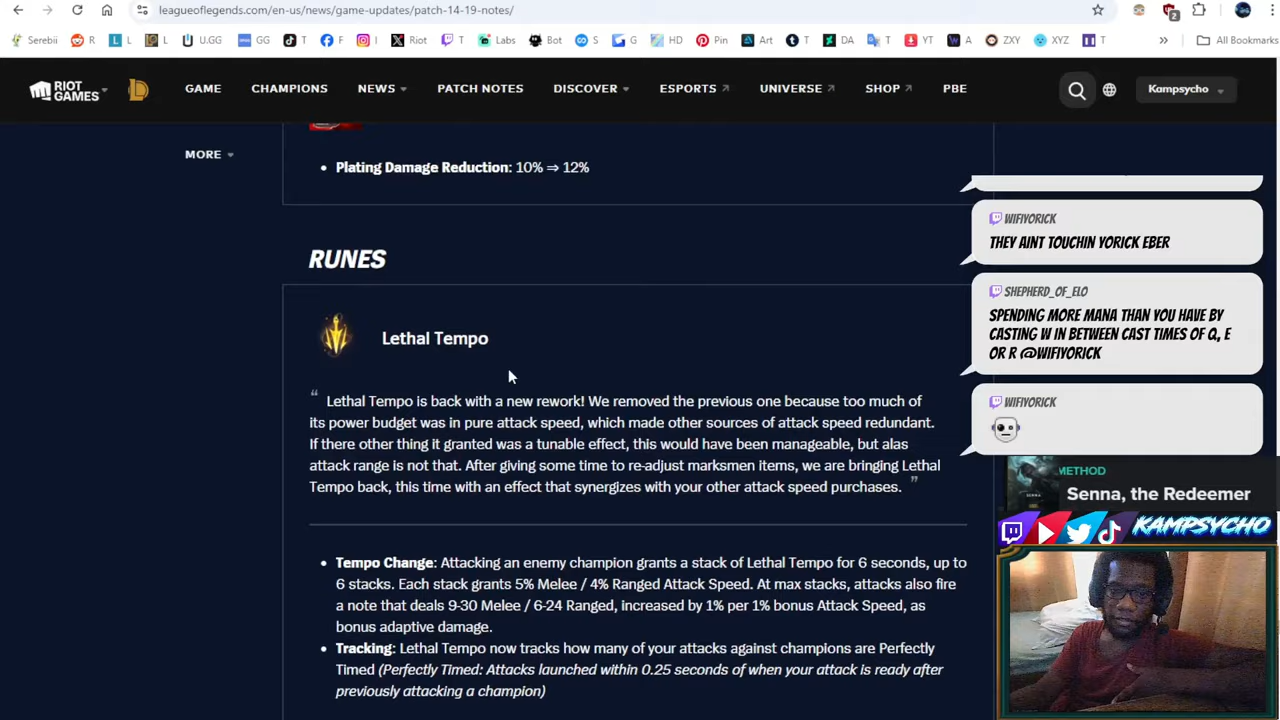 leagueoflegends.com/en-us/news/game-updates/patch-14-19-notes/
2
Serebii R L L U.GG GG T F I Riot T Labs Bot S G HD Pin Art T DA T YT A ZXY XYZ T » All Bookmarks
RIOT GAMES GAME CHAMPIONS NEWS PATCH NOTES DISCOVER ESPORTS UNIVERSE SHOP PBE Kampsycho
MORE
• Plating Damage Reduction: 10% ⇒ 12%
RUNES
Lethal Tempo
“ Lethal Tempo is back with a new rework! We removed the previous one because too much of
its power budget was in pure attack speed, which made other sources of attack speed redundant.
If there other thing it granted was a tunable effect, this would have been manageable, but alas
attack range is not that. After giving some time to re-adjust marksmen items, we are bringing Lethal
Tempo back, this time with an effect that synergizes with your other attack speed purchases. ”
• Tempo Change: Attacking an enemy champion grants a stack of Lethal Tempo for 6 seconds, up to
6 stacks. Each stack grants 5% Melee / 4% Ranged Attack Speed. At max stacks, attacks also fire
a note that deals 9-30 Melee / 6-24 Ranged, increased by 1% per 1% bonus Attack Speed, as
bonus adaptive damage.
• Tracking: Lethal Tempo now tracks how many of your attacks against champions are Perfectly
Timed (Perfectly Timed: Attacks launched within 0.25 seconds of when your attack is ready after
previously attacking a champion)
WIFIYORICK
THEY AINT TOUCHIN YORICK EBER
SHEPHERD_OF_ELO
SPENDING MORE MANA THAN YOU HAVE BY
CASTING W IN BETWEEN CAST TIMES OF Q, E
OR R @WIFIYORICK
WIFIYORICK
METHOD
Senna, the Redeemer
KAMPSYCHO